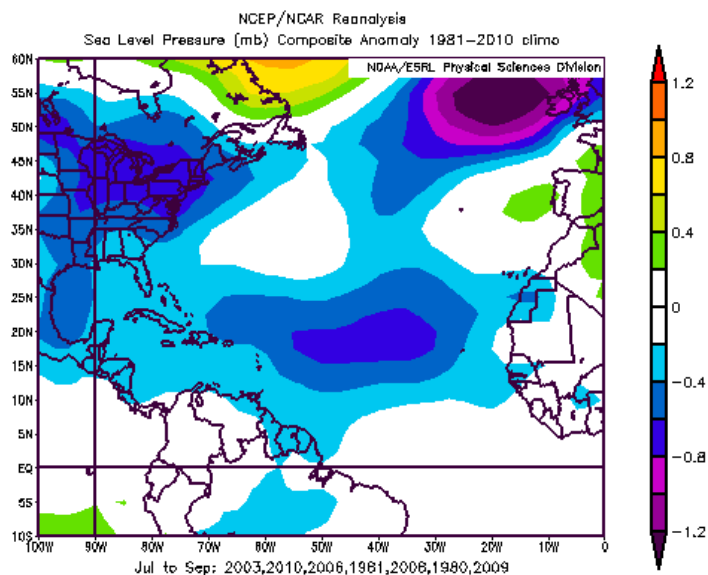 NCEP/NCAR Reanalysis
Sea Level Pressure (mb) Composite Anomaly 1981-2010 climo
NOAA/ESRL Physical Sciences Division
60N
55N
50N
45N
40N
35N
30N
25N
20N
15N
10N
5N
EQ
5S
10S
100W 90W 80W 70W 60W 50W 40W 30W 20W 10W 0
1.2
0.8
0.4
0
-0.4
-0.8
-1.2
Jul to Sep: 2003,2010,2006,1981,2008,1980,2009